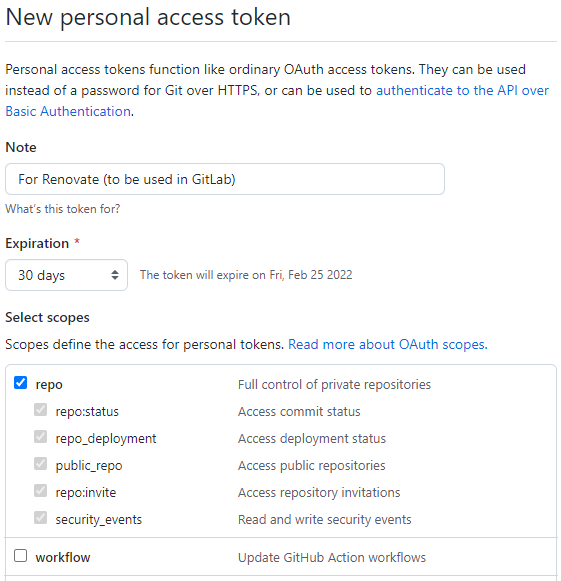 New personal access token
Personal access tokens function like ordinary OAuth access tokens. They can be used
instead of a password for Git over HTTPS, or can be used to authenticate to the API over
Basic Authentication.
Note
For Renovate (to be used in GitLab)
What's this token for?
Expiration *
30 days The token will expire on Fri, Feb 25 2022
Select scopes
Scopes define the access for personal tokens. Read more about OAuth scopes.
repo Full control of private repositories
repo:status Access commit status
repo_deployment Access deployment status
public_repo Access public repositories
repo:invite Access repository invitations
security_events Read and write security events
workflow Update GitHub Action workflows